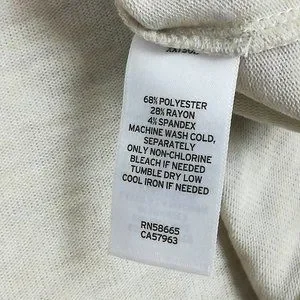 68% POLYESTER
28% RAYON
4% SPANDEX
MACHINE WASH COLD,
SEPARATELY
ONLY NON-CHLORINE
BLEACH IF NEEDED
TUMBLE DRY LOW
COOL IRON IF NEEDED
RN58665
CA57963